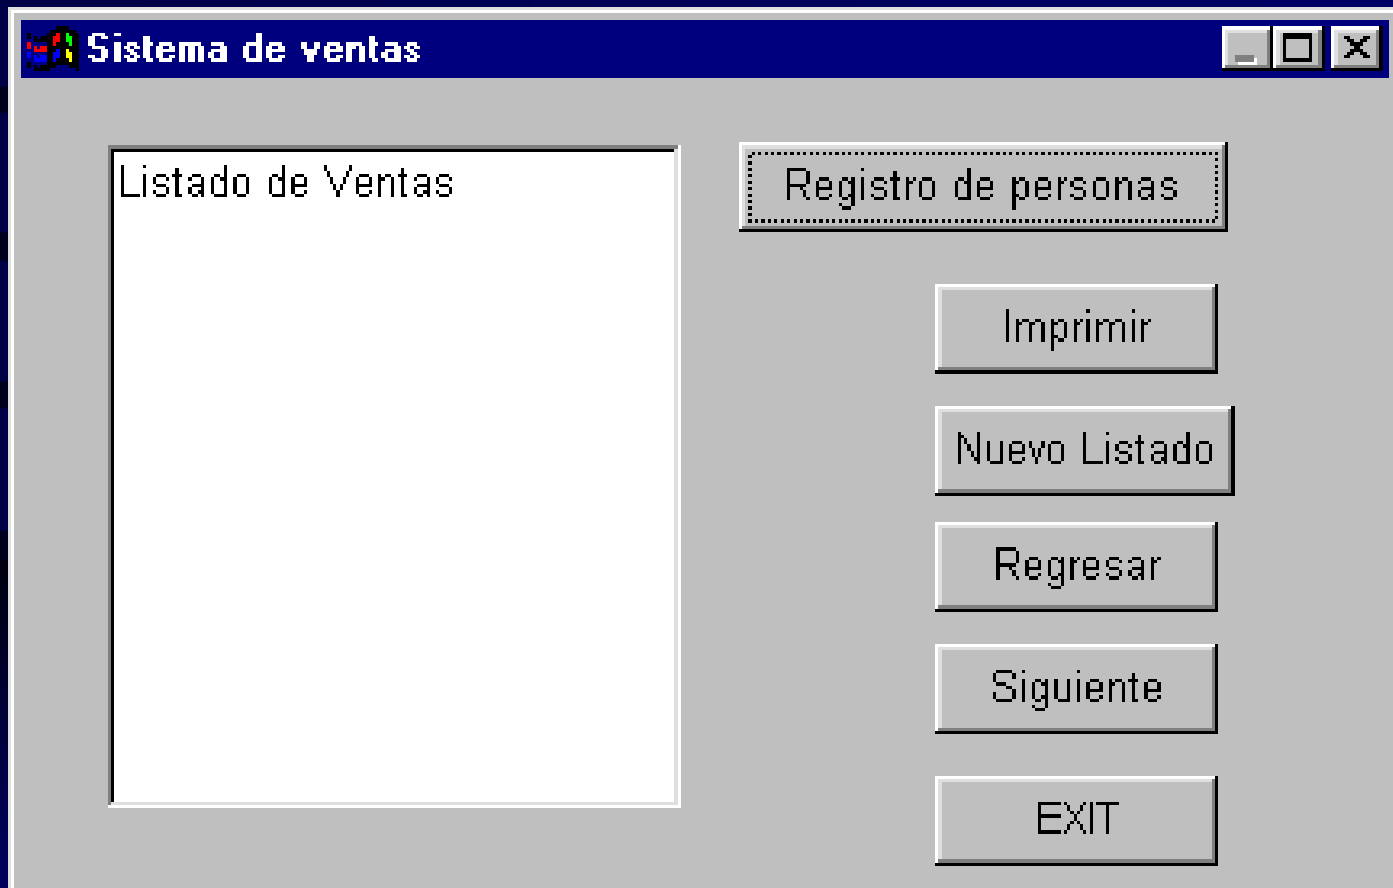 Sistema de ventas
Listado de Ventas
Registro de personas
Imprimir
Nuevo Listado
Regresar
Siguiente
EXIT